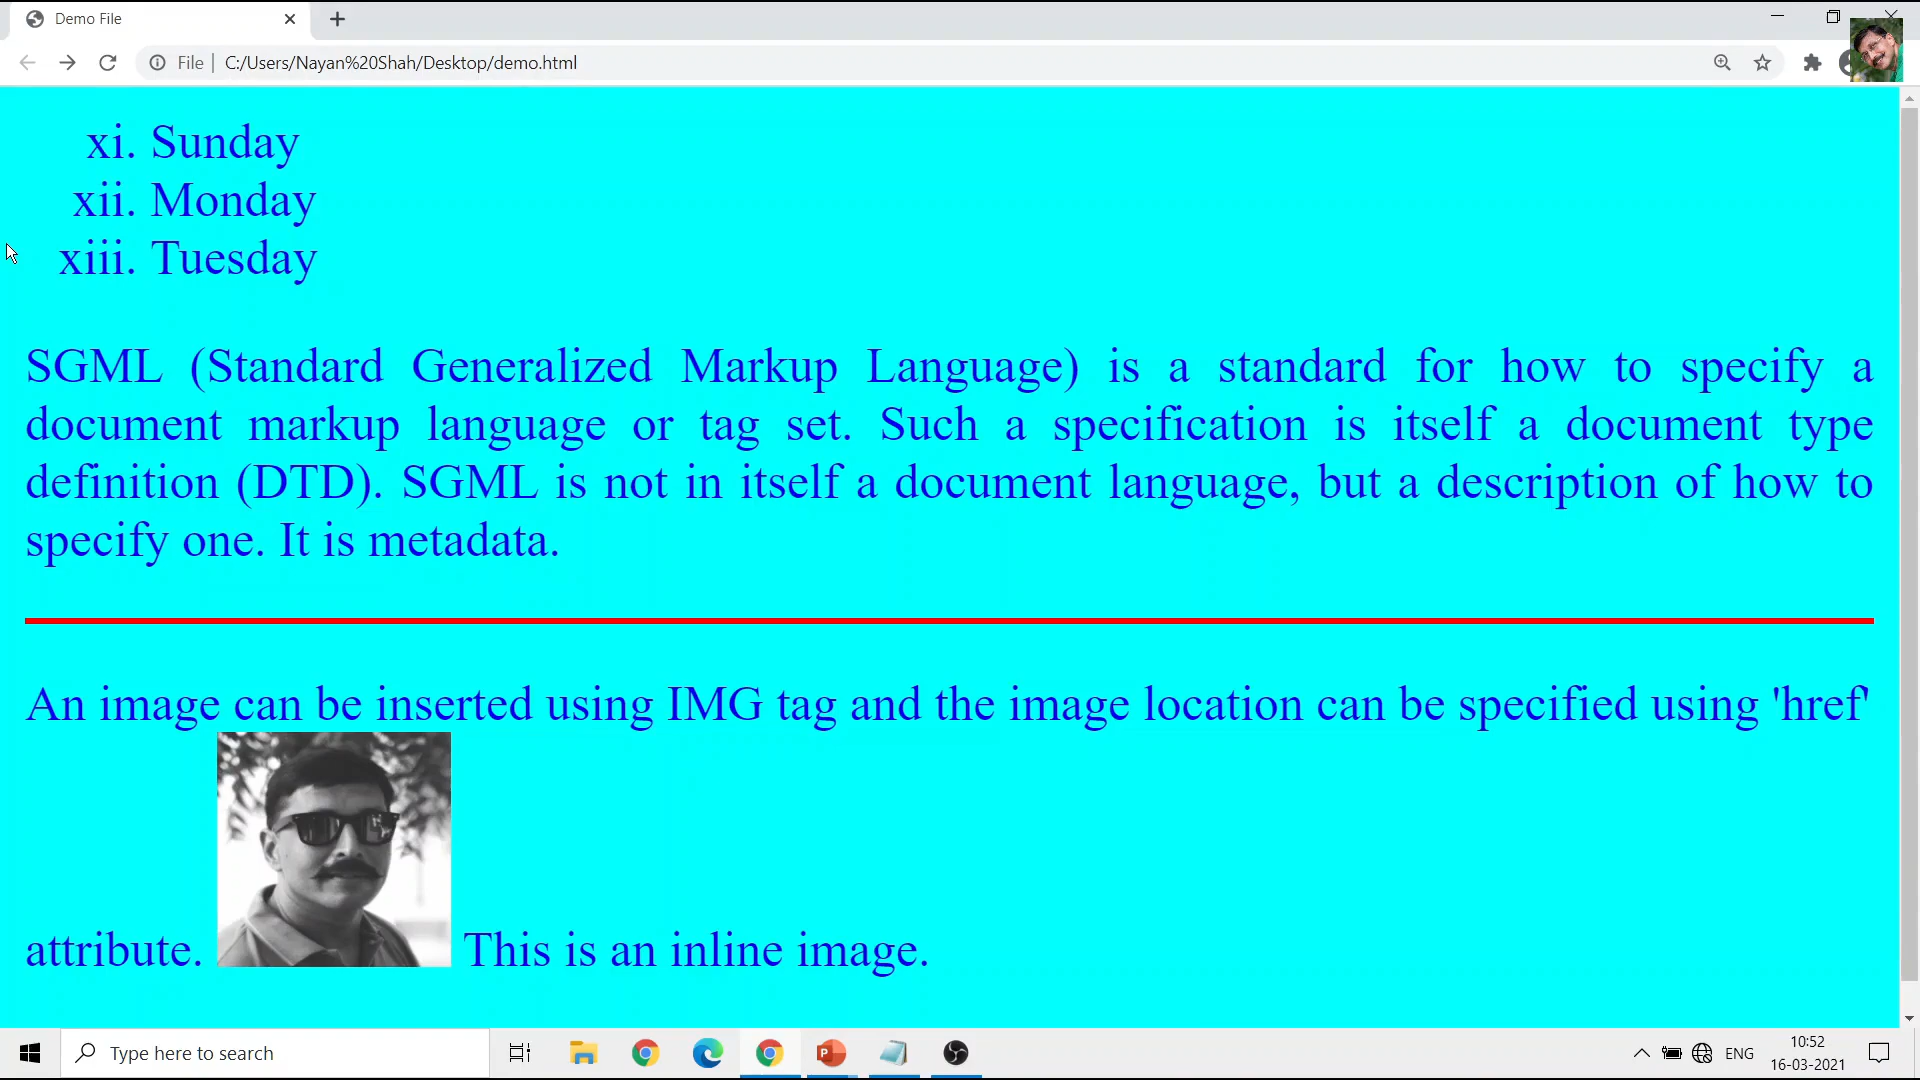 Demo File
File | C:/Users/Nayan%20Shah/Desktop/demo.html
xi. Sunday
xii. Monday
xiii. Tuesday
SGML (Standard Generalized Markup Language) is a standard for how to specify a
document markup language or tag set. Such a specification is itself a document type
definition (DTD). SGML is not in itself a document language, but a description of how to
specify one. It is metadata.
An image can be inserted using IMG tag and the image location can be specified using 'href'
attribute. This is an inline image.
Type here to search
ENG
10:52
16-03-2021